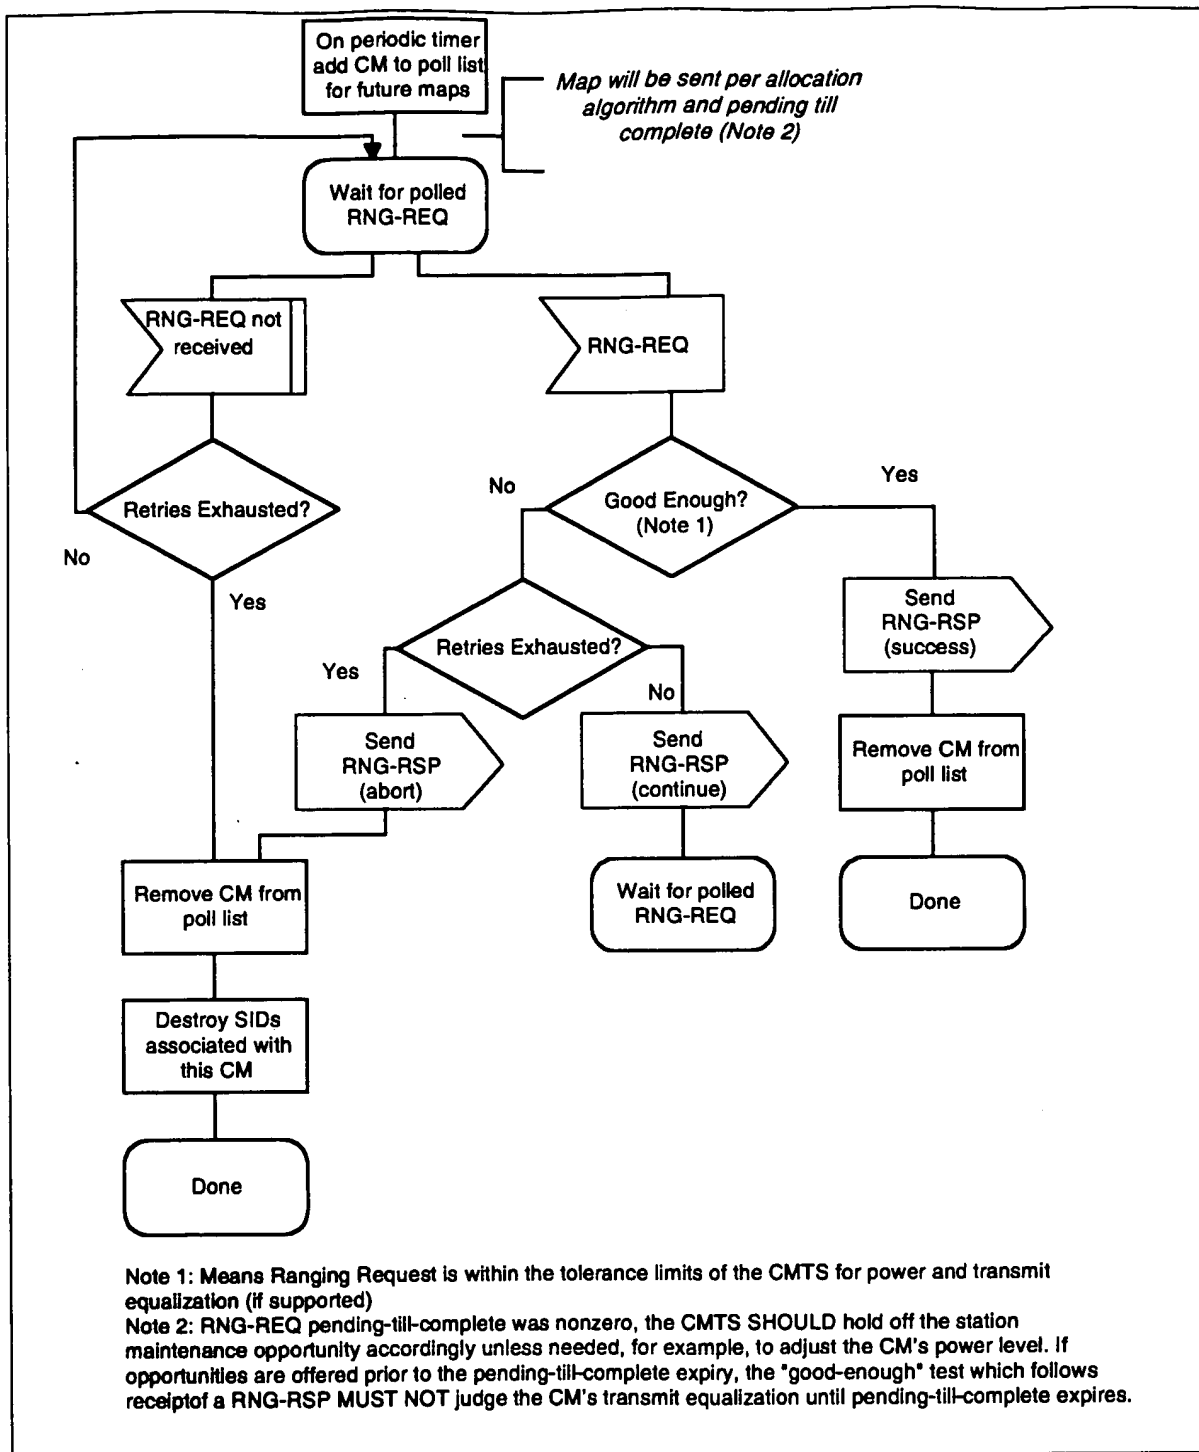 On periodic timer
add CM to poll list
for future maps
Map will be sent per allocation
algorithm and pending till
complete (Note 2)
Wait for polled
RNG-REQ
RNG-REQ not
received
RNG-REQ
Retries Exhausted?
No
Yes
Good Enough?
(Note 1)
No
Yes
Retries Exhausted?
Yes
No
Send
RNG-RSP
(success)
Send
RNG-RSP
(abort)
Send
RNG-RSP
(continue)
Remove CM from
poll list
Remove CM from
poll list
Wait for polled
RNG-REQ
Done
Destroy SIDs
associated with
this CM
Done
Note 1: Means Ranging Request is within the tolerance limits of the CMTS for power and transmit
equalization (if supported)
Note 2: RNG-REQ pending-till-complete was nonzero, the CMTS SHOULD hold off the station
maintenance opportunity accordingly unless needed, for example, to adjust the CM's power level. If
opportunities are offered prior to the pending-till-complete expiry, the "good-enough" test which follows
receiptof a RNG-RSP MUST NOT judge the CM's transmit equalization until pending-till-complete expires.